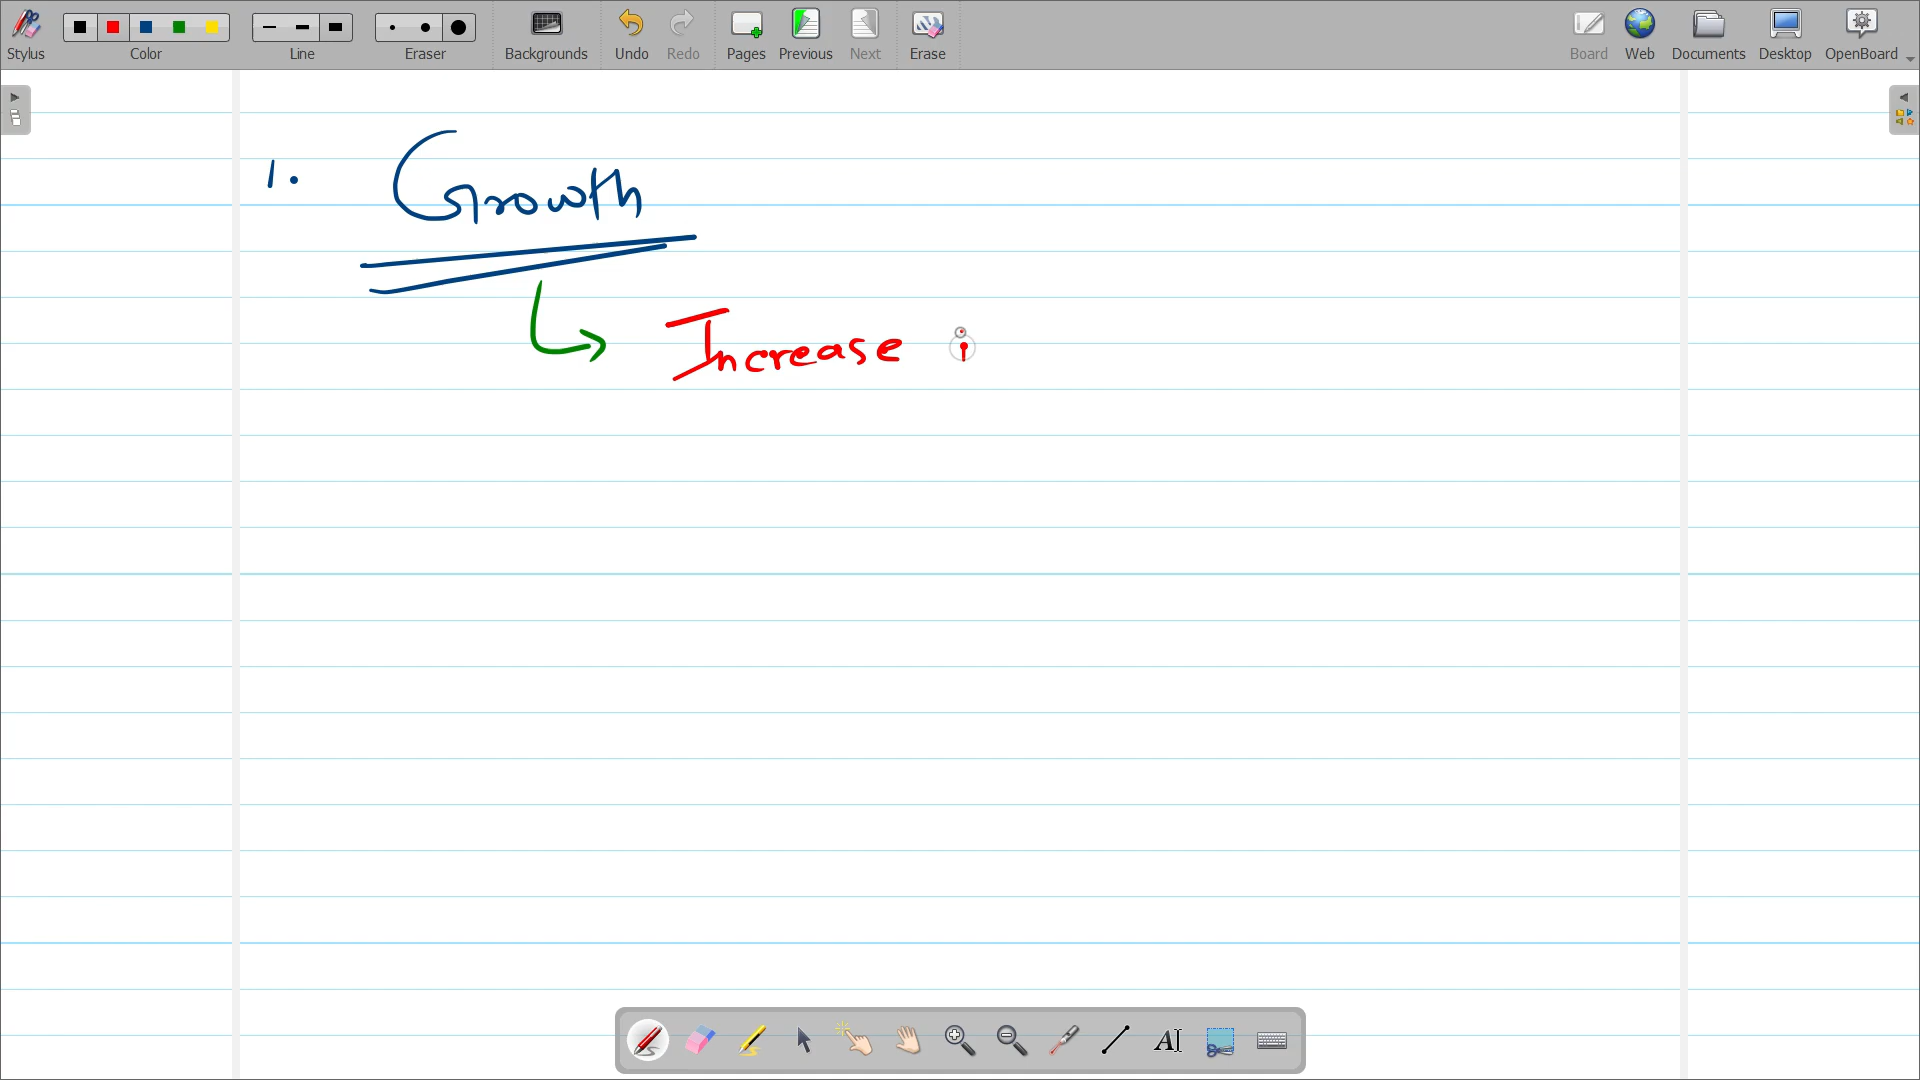 Stylus Color Line Eraser Backgrounds Undo Redo Pages Previous Next Erase Board Web Documents Desktop OpenBoard
1. Growth
Increase i